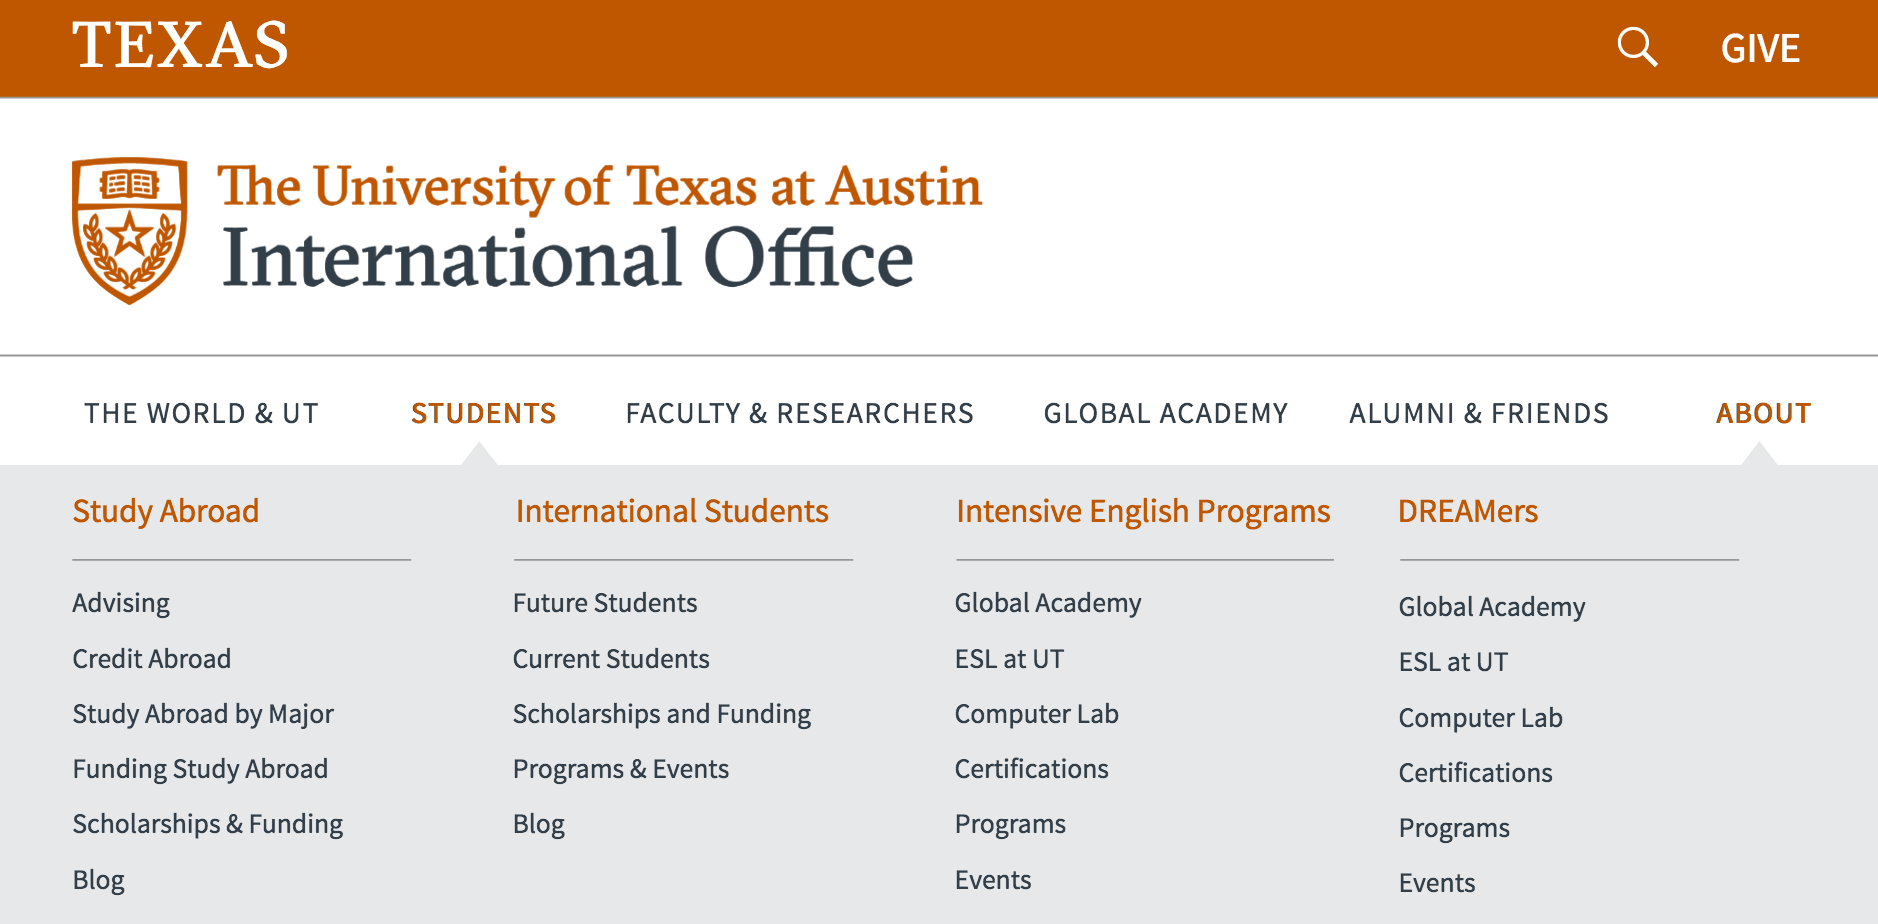 TEXAS
GIVE
The University of Texas at Austin
International Office
THE WORLD & UT STUDENTS FACULTY & RESEARCHERS GLOBAL ACADEMY ALUMNI & FRIENDS ABOUT
Study Abroad
Advising
Credit Abroad
Study Abroad by Major
Funding Study Abroad
Scholarships & Funding
Blog
International Students
Future Students
Current Students
Scholarships and Funding
Programs & Events
Blog
Intensive English Programs
Global Academy
ESL at UT
Computer Lab
Certifications
Programs
Events
DREAMers
Global Academy
ESL at UT
Computer Lab
Certifications
Programs
Events